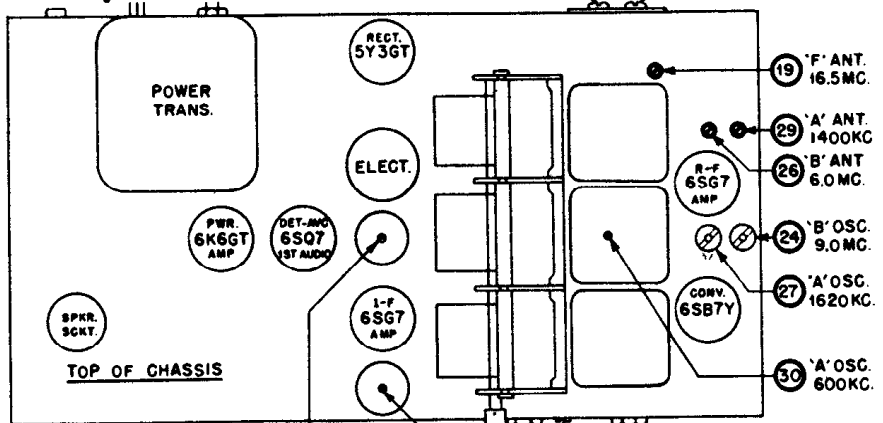 RECT.
5Y3GT
POWER
TRANS.
19 'F' ANT.
16.5MC.
29 'A' ANT.
1400KC
26 'B' ANT
6.0MC.
ELECT.
R-F
6SG7
AMP
PWR.
6K6GT
AMP
DET-AVC
6SQ7
1ST AUDIO
24 'B' OSC.
9.0MC.
27 'A' OSC.
1620KC.
I-F
6SG7
AMP
CONV.
6SB7Y
SPKR.
SCKT.
TOP OF CHASSIS
30 'A' OSC.
600KC.